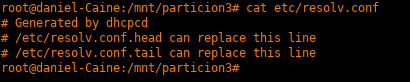 root@daniel-Caine:/mnt/particion3# cat etc/resolv.conf
# Generated by dhcpcd
# /etc/resolv.conf.head can replace this line
# /etc/resolv.conf.tail can replace this line
root@daniel-Caine:/mnt/particion3#